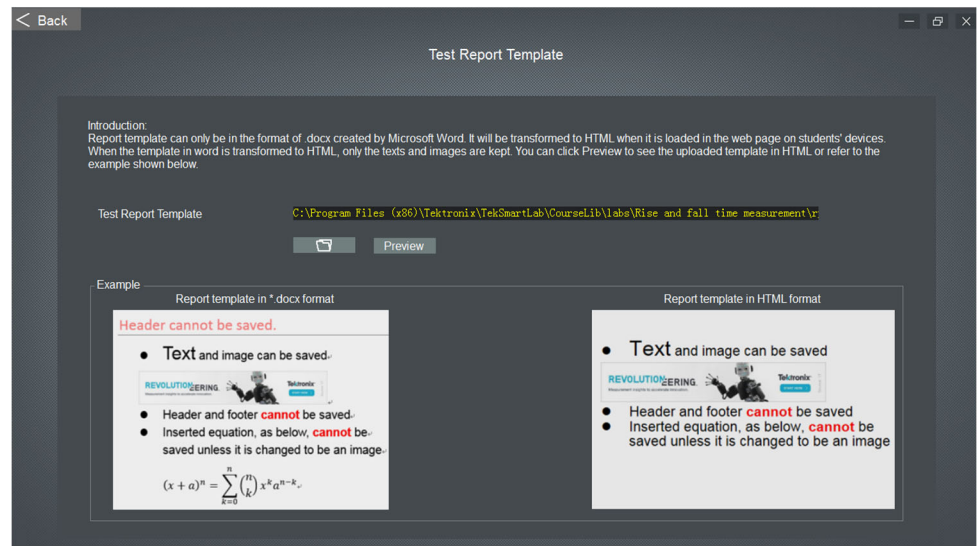 Back
Test Report Template
Introduction:
Report template can only be in the format of .docx created by Microsoft Word. It will be transformed to HTML when it is loaded in the web page on students' devices.
When the template in word is transformed to HTML, only the texts and images are kept. You can click Preview to see the uploaded template in HTML or refer to the
example shown below.
Test Report Template
C:\Program Files (x86)\Tektronix\TekSmartLab\CourseLib\labs\Rise and fall time measurement\r
Preview
Example
Report template in *.docx format
Header cannot be saved.
● Text and image can be saved
REVOLUTIONEERING.
Tektronix
● Header and footer cannot be saved
● Inserted equation, as below, cannot be
saved unless it is changed to be an image
(x + a)^n = ∑_{k=0}^{n} (n k) x^k a^{n-k}
Report template in HTML format
● Text and image can be saved
REVOLUTIONEERING.
Tektronix
● Header and footer cannot be saved
● Inserted equation, as below, cannot be
saved unless it is changed to be an image